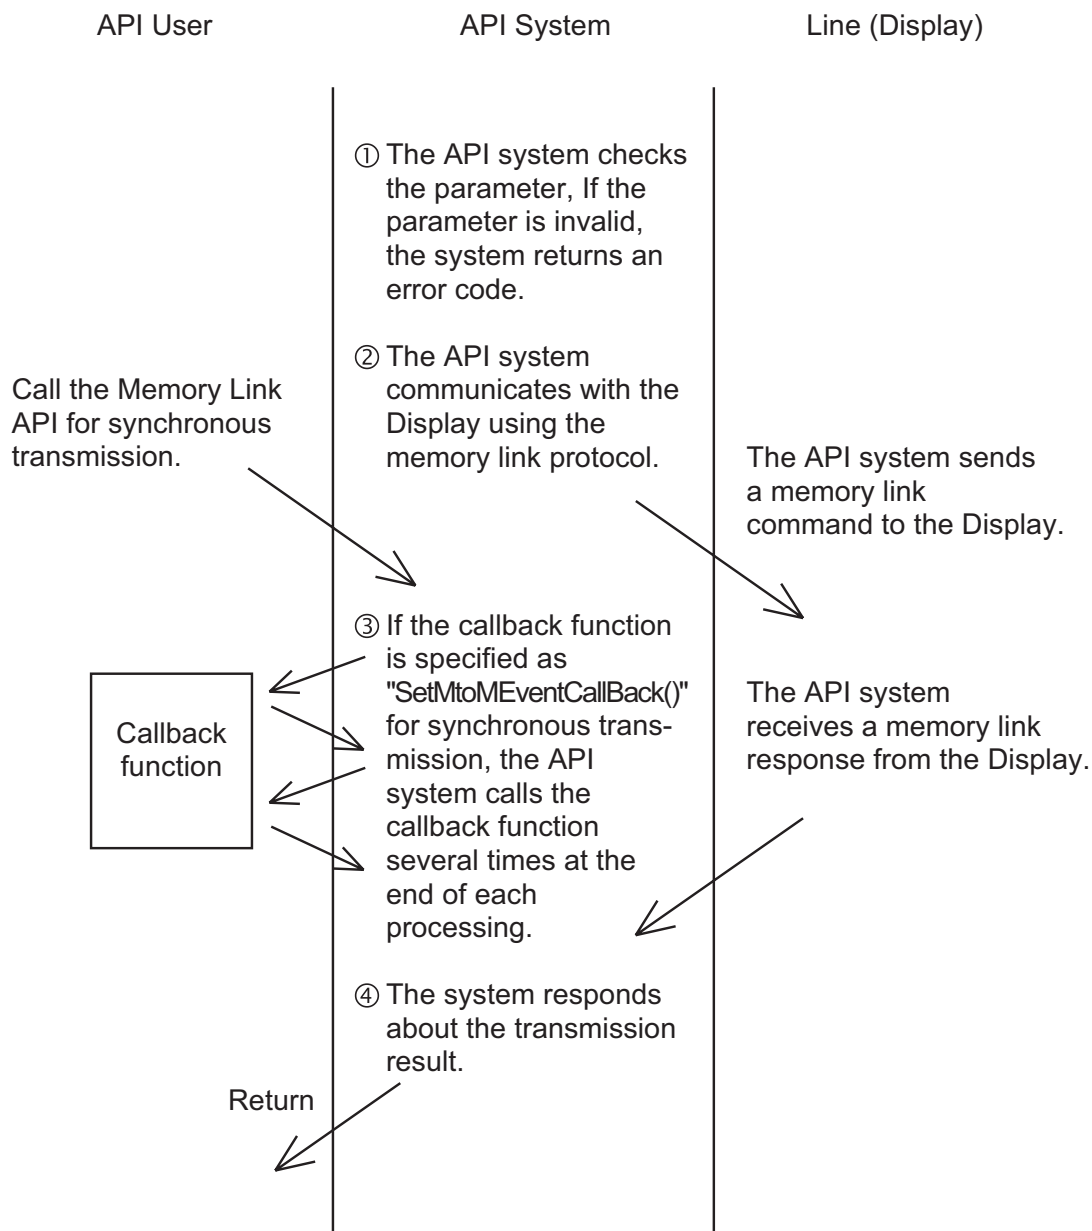 API User
API System
Line (Display)
① The API system checks
the parameter, If the
parameter is invalid,
the system returns an
error code.
② The API system
communicates with the
Display using the
memory link protocol.
Call the Memory Link
API for synchronous
transmission.
The API system sends
a memory link
command to the Display.
③ If the callback function
is specified as
"SetMtoMEventCallBack()"
for synchronous trans-
mission, the API
system calls the
callback function
several times at the
end of each
processing.
Callback
function
The API system
receives a memory link
response from the Display.
④ The system responds
about the transmission
result.
Return